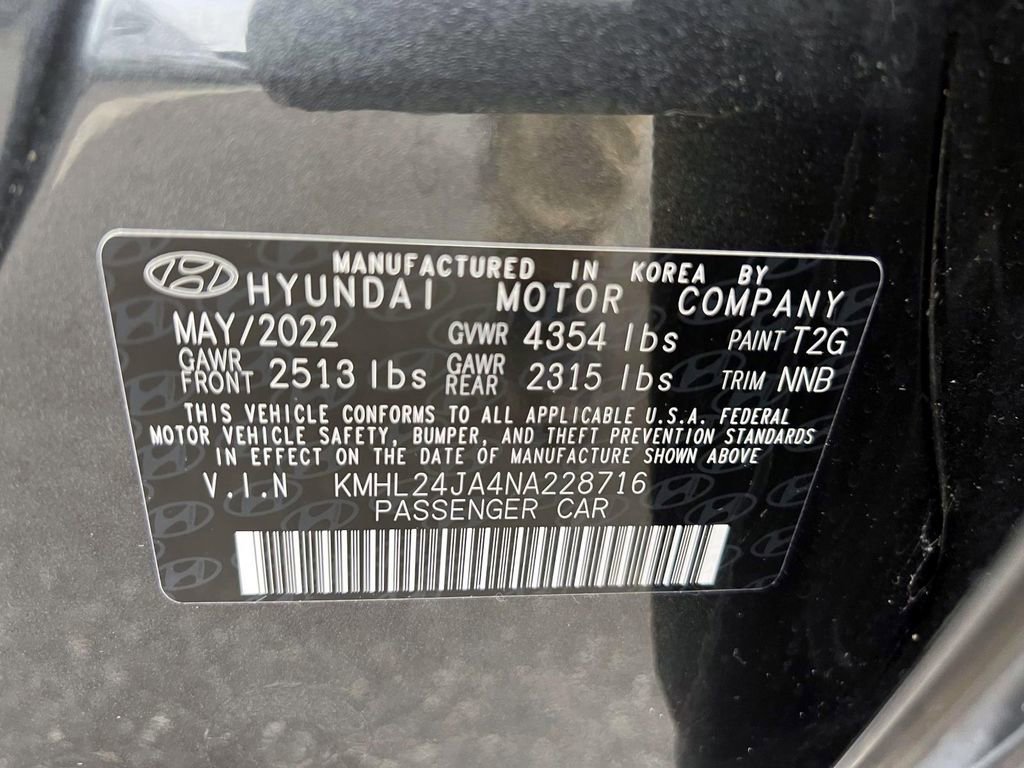 MANUFACTURED IN KOREA BY
HYUNDAI MOTOR COMPANY
MAY/2022 GVWR 4354 lbs PAINT T2G
GAWR FRONT 2513 lbs GAWR REAR 2315 lbs TRIM NNB
THIS VEHICLE CONFORMS TO ALL APPLICABLE U.S.A. FEDERAL
MOTOR VEHICLE SAFETY, BUMPER, AND THEFT PREVENTION STANDARDS
IN EFFECT ON THE DATE OF MANUFACTURE SHOWN ABOVE
V.I.N KMHL24JA4NA228716
PASSENGER CAR